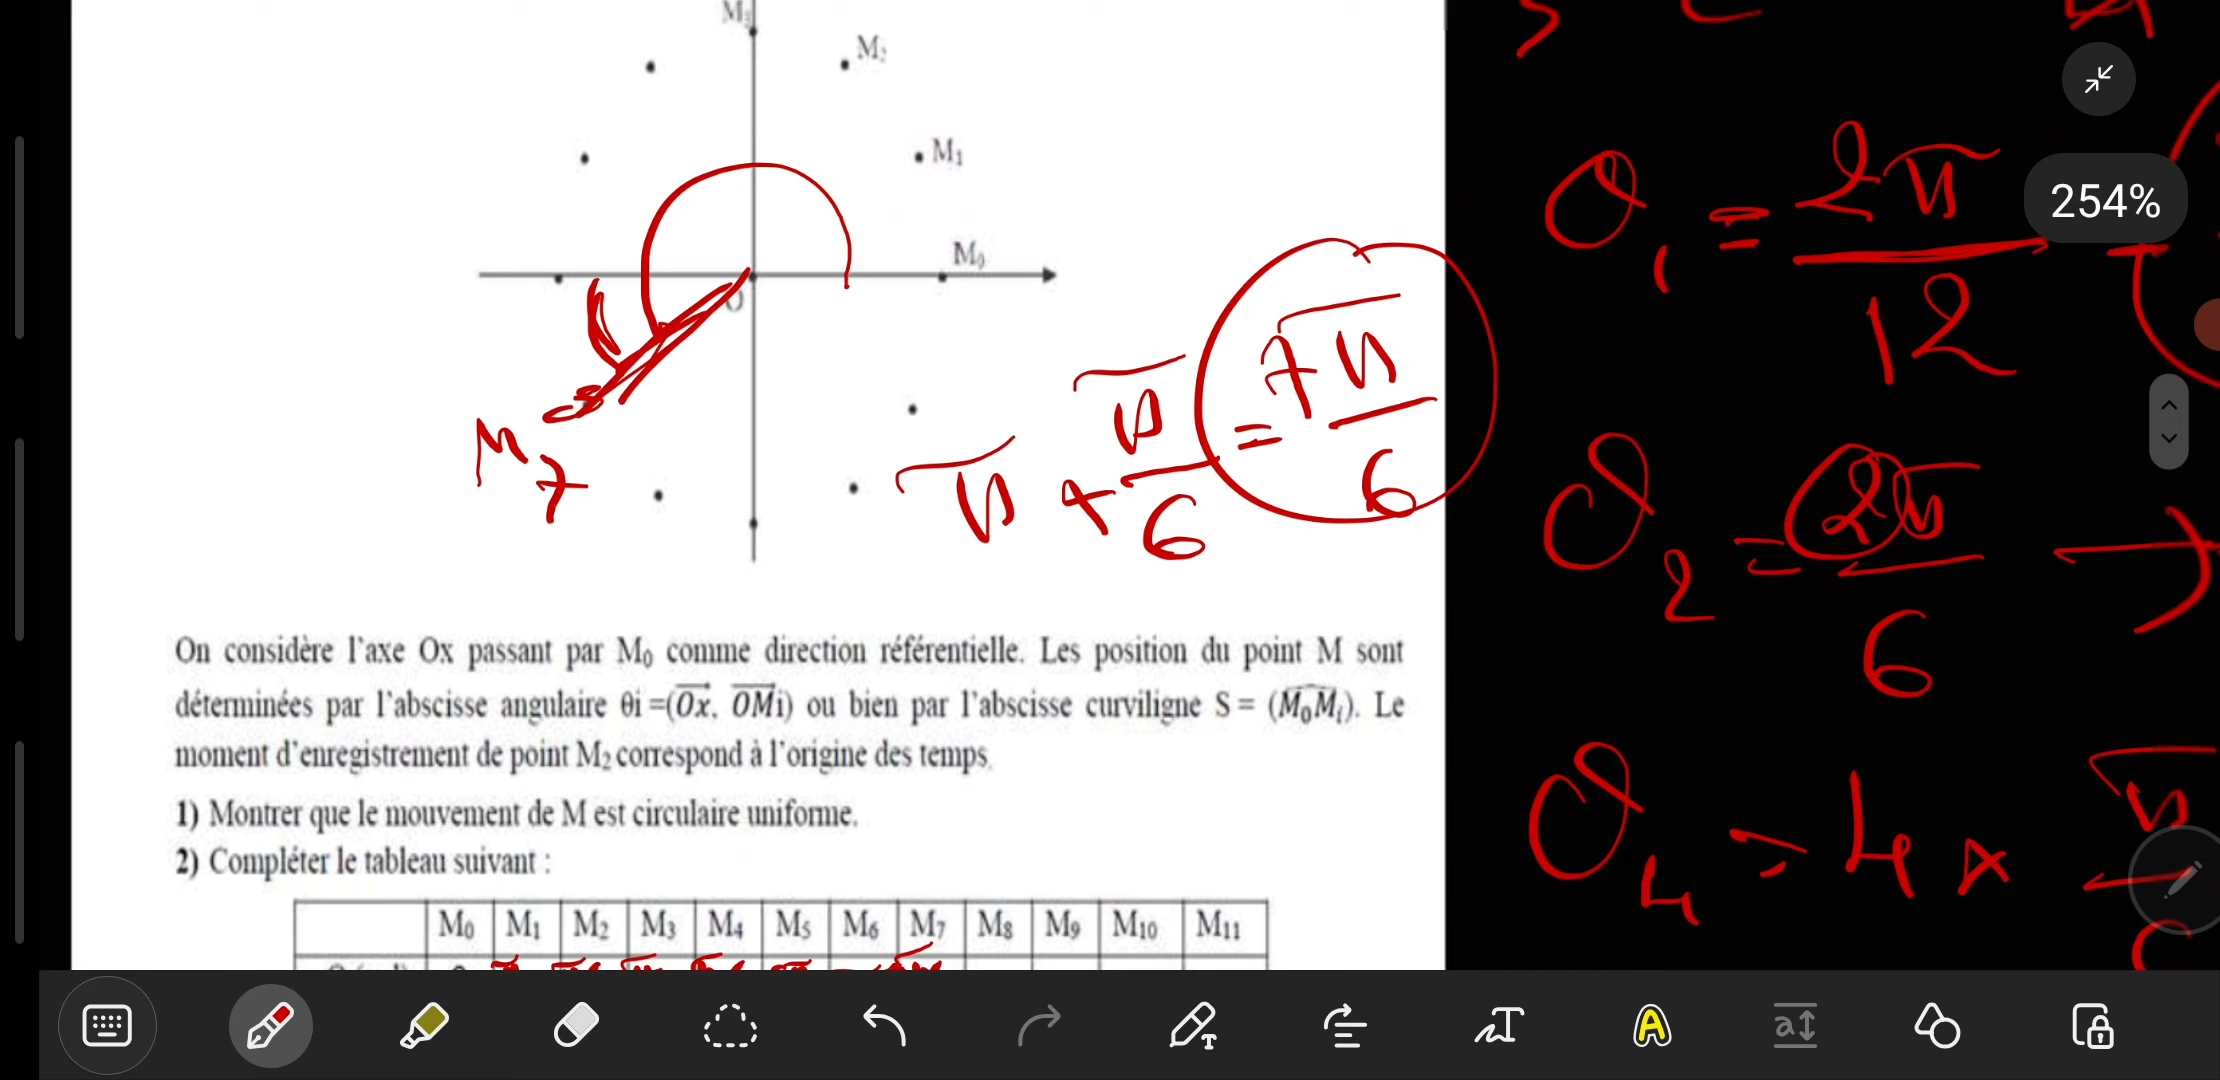 M₃
M₂
M₁
M₀
O
M₇
π + π/6 = 7π/6
θ₁ = 2π/12
θ₂ = 2π/6
θ₄ = 4 × π
254%
On considère l'axe Ox passant par M₀ comme direction référentielle. Les position du point M sont
déterminées par l'abscisse angulaire θi =(Ox, OMi) ou bien par l'abscisse curviligne S = (M₀Mᵢ). Le
moment d'enregistrement de point M₂ correspond à l'origine des temps.
1) Montrer que le mouvement de M est circulaire uniforme.
2) Compléter le tableau suivant :
M₀ M₁ M₂ M₃ M₄ M₅ M₆ M₇ M₈ M₉ M₁₀ M₁₁